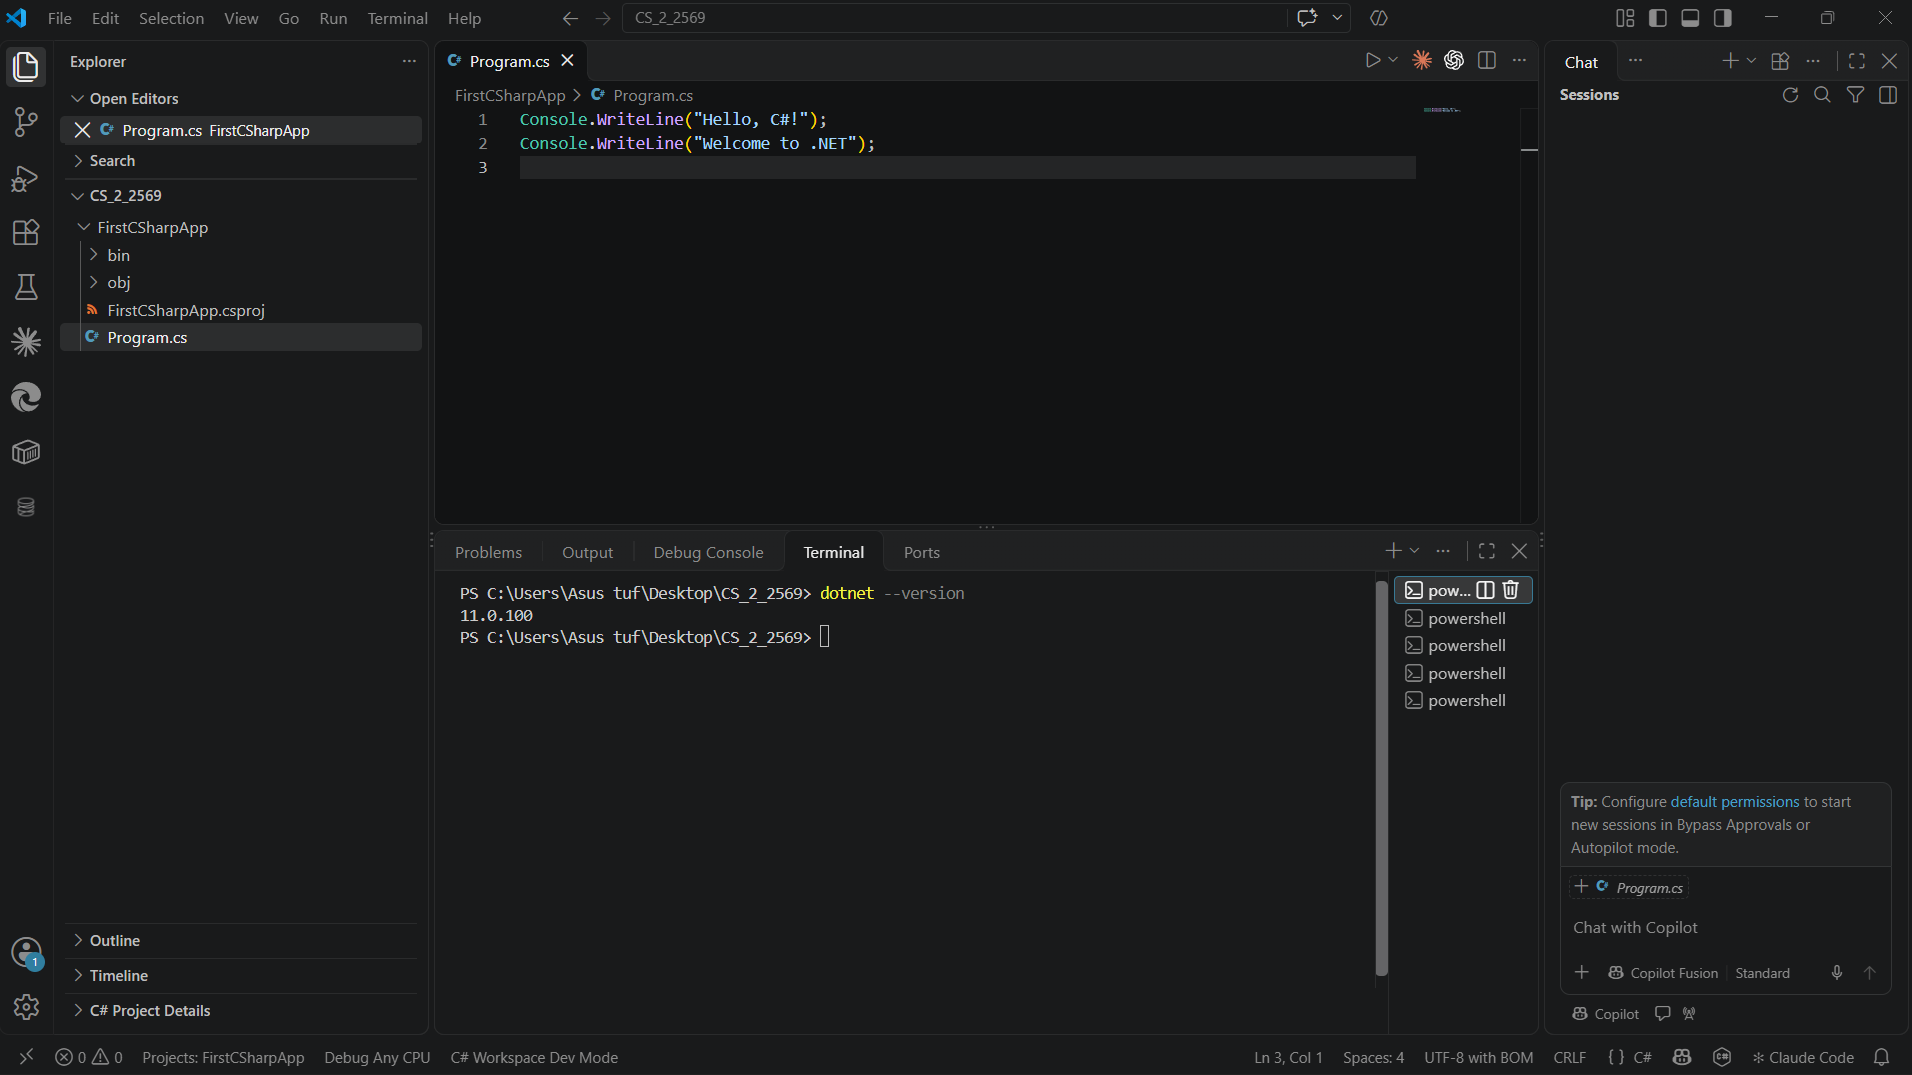 File Edit Selection View Go Run Terminal Help
CS_2_2569
Explorer
Open Editors
Program.cs FirstCSharpApp
Search
CS_2_2569
FirstCSharpApp
bin
obj
FirstCSharpApp.csproj
Program.cs
Outline
Timeline
C# Project Details
1
Program.cs
FirstCSharpApp > Program.cs
1 Console.WriteLine("Hello, C#!");
2 Console.WriteLine("Welcome to .NET");
3
Problems Output Debug Console Terminal Ports
PS C:\Users\Asus tuf\Desktop\CS_2_2569> dotnet --version
11.0.100
PS C:\Users\Asus tuf\Desktop\CS_2_2569>
pow...
powershell
powershell
powershell
powershell
Chat
Sessions
Tip: Configure default permissions to start
new sessions in Bypass Approvals or
Autopilot mode.
Program.cs
Chat with Copilot
Copilot Fusion Standard
Copilot
0 0 Projects: FirstCSharpApp Debug Any CPU C# Workspace Dev Mode
Ln 3, Col 1 Spaces: 4 UTF-8 with BOM CRLF {} C# Claude Code